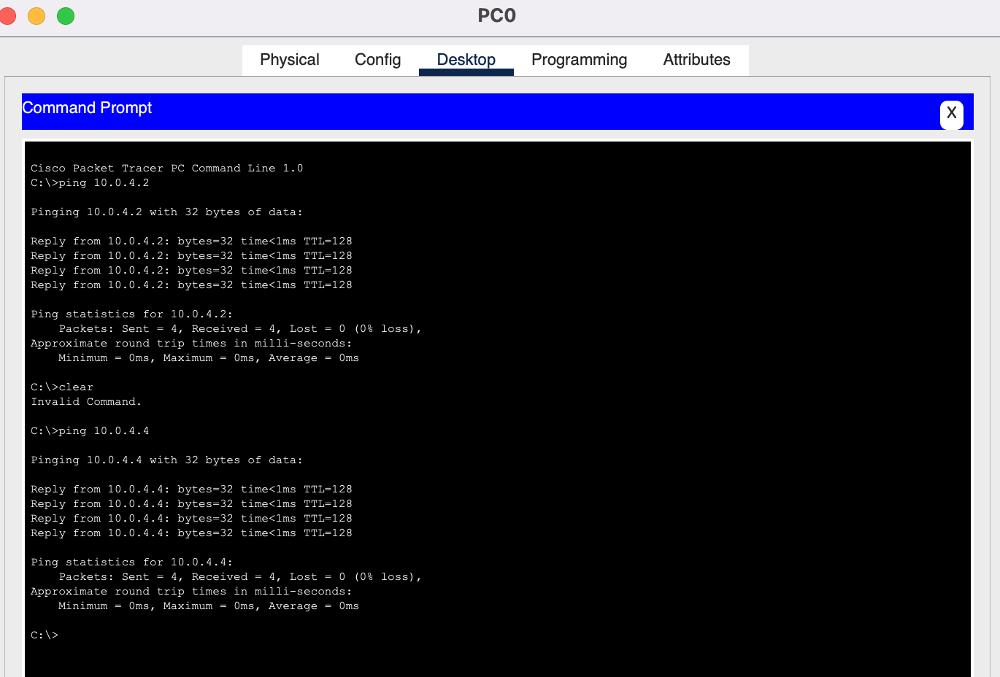 PC0
Physical Config Desktop Programming Attributes
Command Prompt
X
Cisco Packet Tracer PC Command Line 1.0
C:\>ping 10.0.4.2
Pinging 10.0.4.2 with 32 bytes of data:
Reply from 10.0.4.2: bytes=32 time<1ms TTL=128
Reply from 10.0.4.2: bytes=32 time<1ms TTL=128
Reply from 10.0.4.2: bytes=32 time<1ms TTL=128
Reply from 10.0.4.2: bytes=32 time<1ms TTL=128
Ping statistics for 10.0.4.2:
    Packets: Sent = 4, Received = 4, Lost = 0 (0% loss),
Approximate round trip times in milli-seconds:
    Minimum = 0ms, Maximum = 0ms, Average = 0ms
C:\>clear
Invalid Command.
C:\>ping 10.0.4.4
Pinging 10.0.4.4 with 32 bytes of data:
Reply from 10.0.4.4: bytes=32 time<1ms TTL=128
Reply from 10.0.4.4: bytes=32 time<1ms TTL=128
Reply from 10.0.4.4: bytes=32 time<1ms TTL=128
Reply from 10.0.4.4: bytes=32 time<1ms TTL=128
Ping statistics for 10.0.4.4:
    Packets: Sent = 4, Received = 4, Lost = 0 (0% loss),
Approximate round trip times in milli-seconds:
    Minimum = 0ms, Maximum = 0ms, Average = 0ms
C:\>